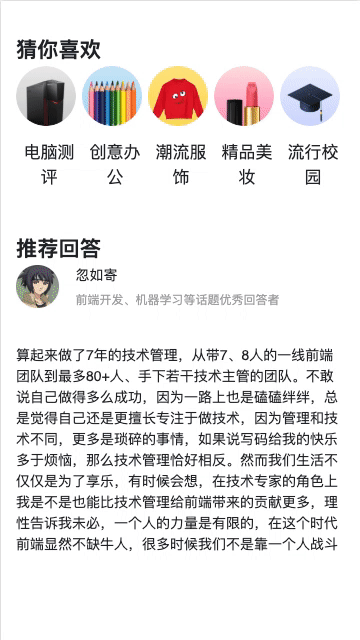 猜你喜欢
电脑测评
创意办公
潮流服饰
精品美妆
流行校园
推荐回答
忽如寄
前端开发、机器学习等话题优秀回答者
算起来做了7年的技术管理，从带7、8人的一线前端
团队到最多80+人、手下若干技术主管的团队。不敢
说自己做得多么成功，因为一路上也是磕磕绊绊，总
是觉得自己还是更擅长专注于做技术，因为管理和技
术不同，更多是琐碎的事情，如果说写码给我的快乐
多于烦恼，那么技术管理恰好相反。然而我们生活不
仅仅是为了享乐，有时候会想，在技术专家的角色上
我是不是也能比技术管理给前端带来的贡献更多，理
性告诉我未必，一个人的力量是有限的，在这个时代
前端显然不缺牛人，很多时候我们不是靠一个人战斗